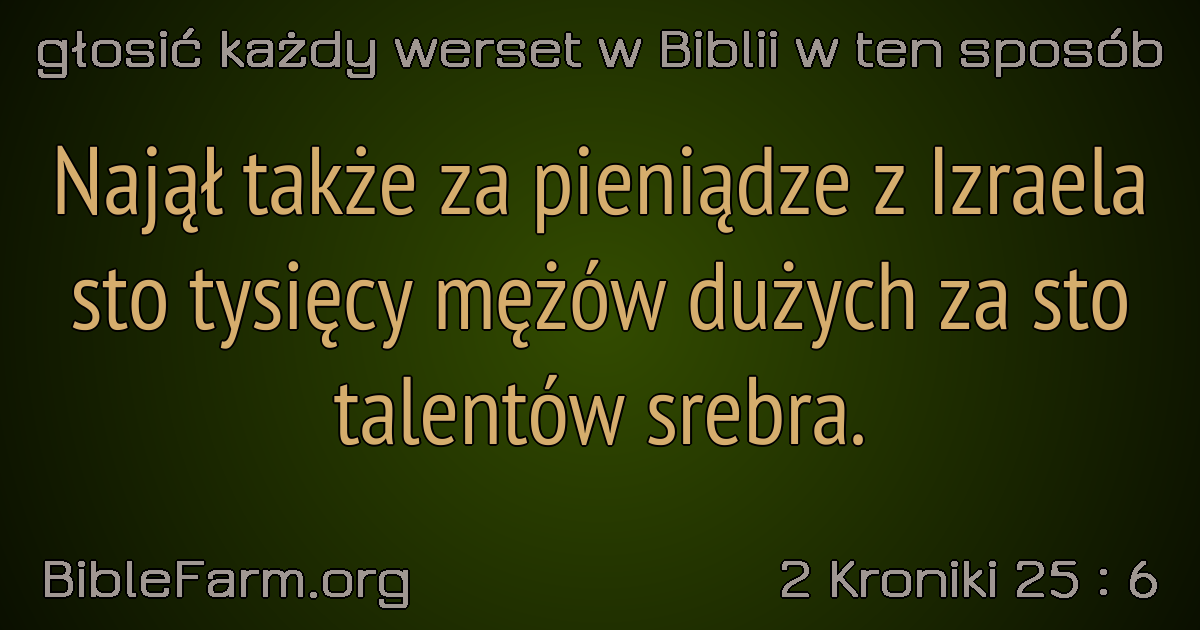 głosić każdy werset w Biblii w ten sposób
Najął także za pieniądze z Izraela
sto tysięcy mężów dużych za sto
talentów srebra.
BibleFarm.org
2 Kroniki 25 : 6